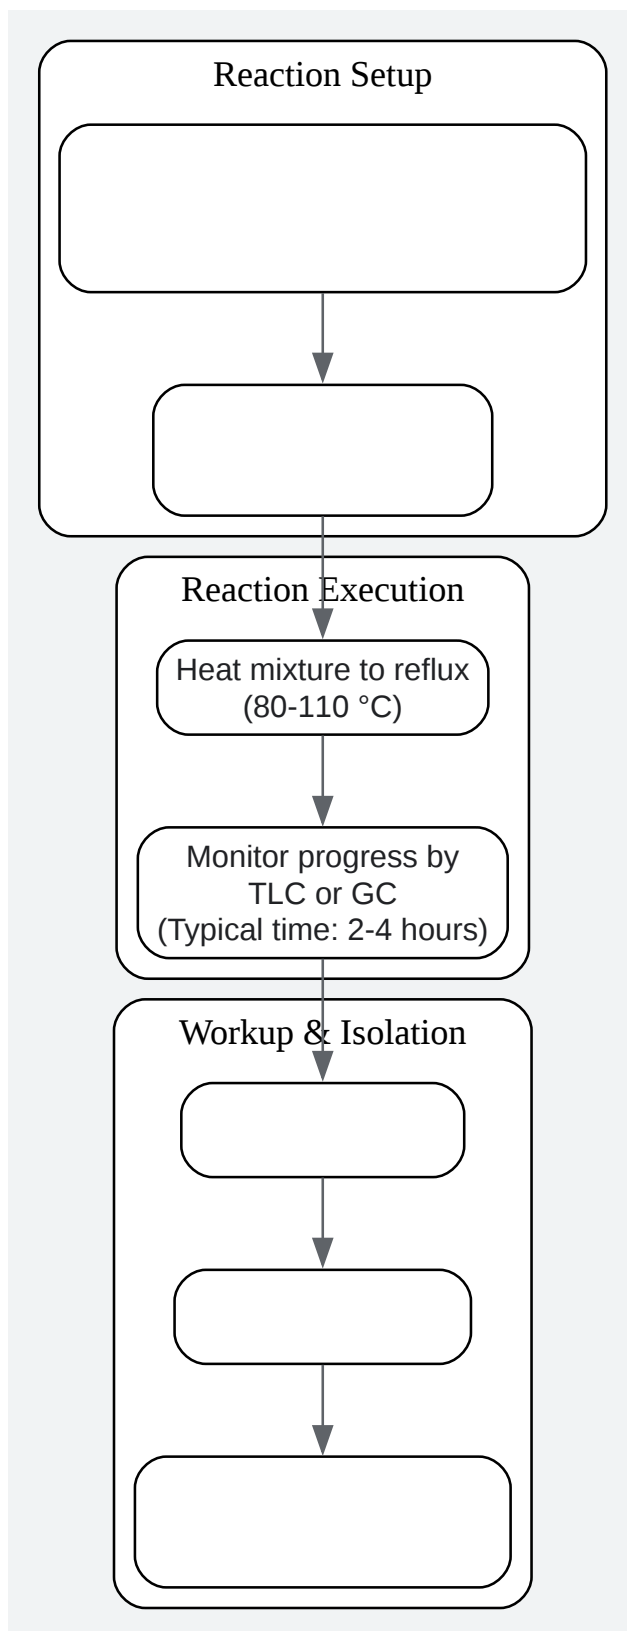 Reaction Setup
Reaction Execution
Heat mixture to reflux
(80-110 °C)
Monitor progress by
TLC or GC
(Typical time: 2-4 hours)
Workup & Isolation